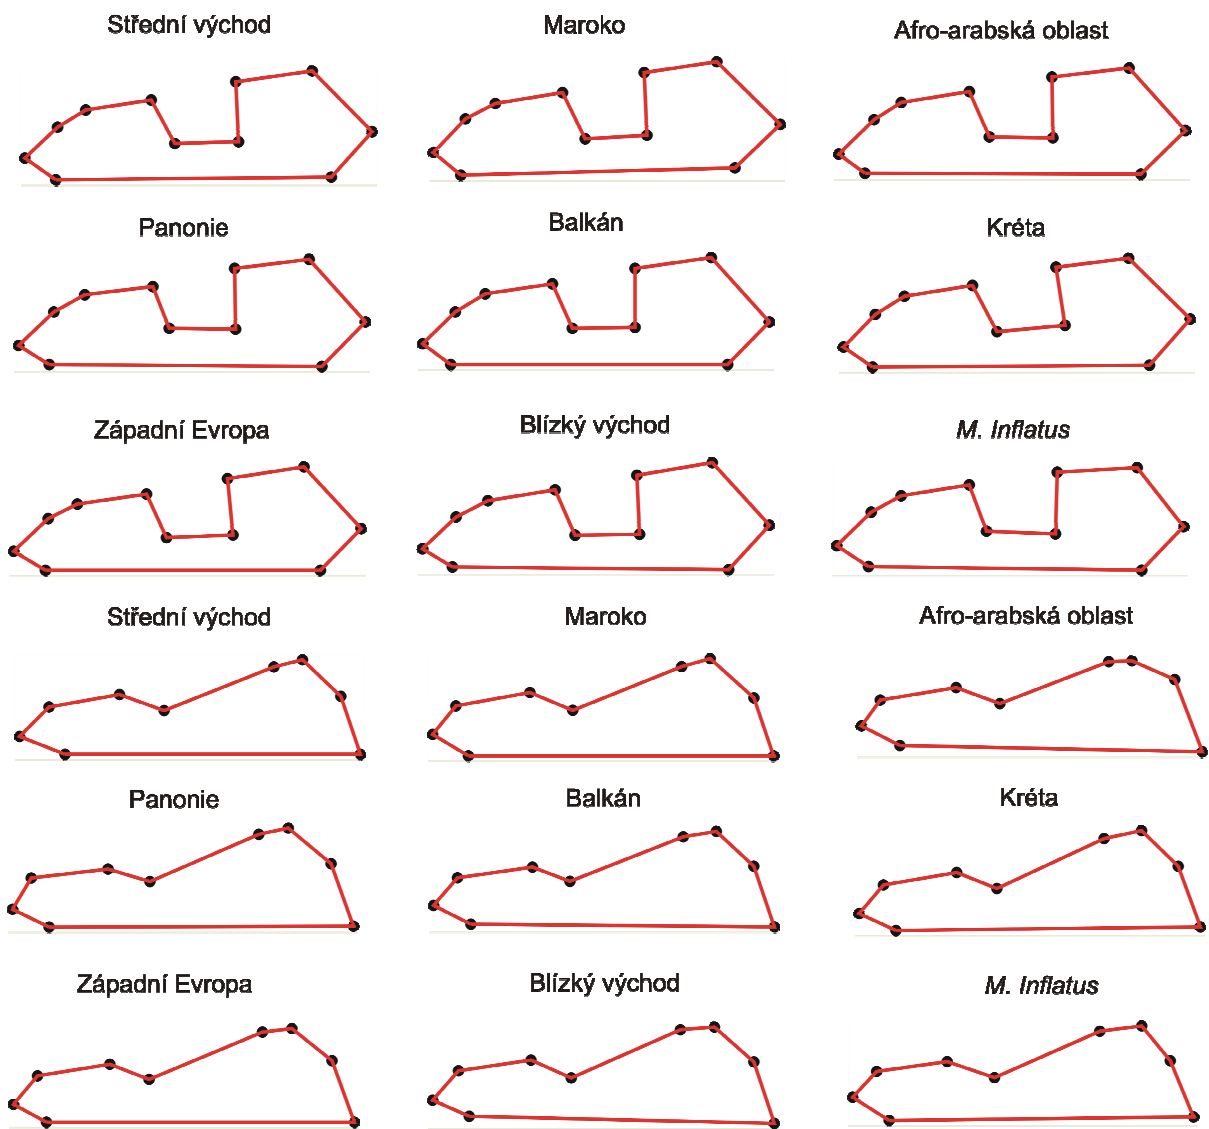 Střední východ
Maroko
Afro-arabská oblast
Panonie
Balkán
Kréta
Západní Evropa
Blízký východ
M. Inflatus
Střední východ
Maroko
Afro-arabská oblast
Panonie
Balkán
Kréta
Západní Evropa
Blízký východ
M. Inflatus